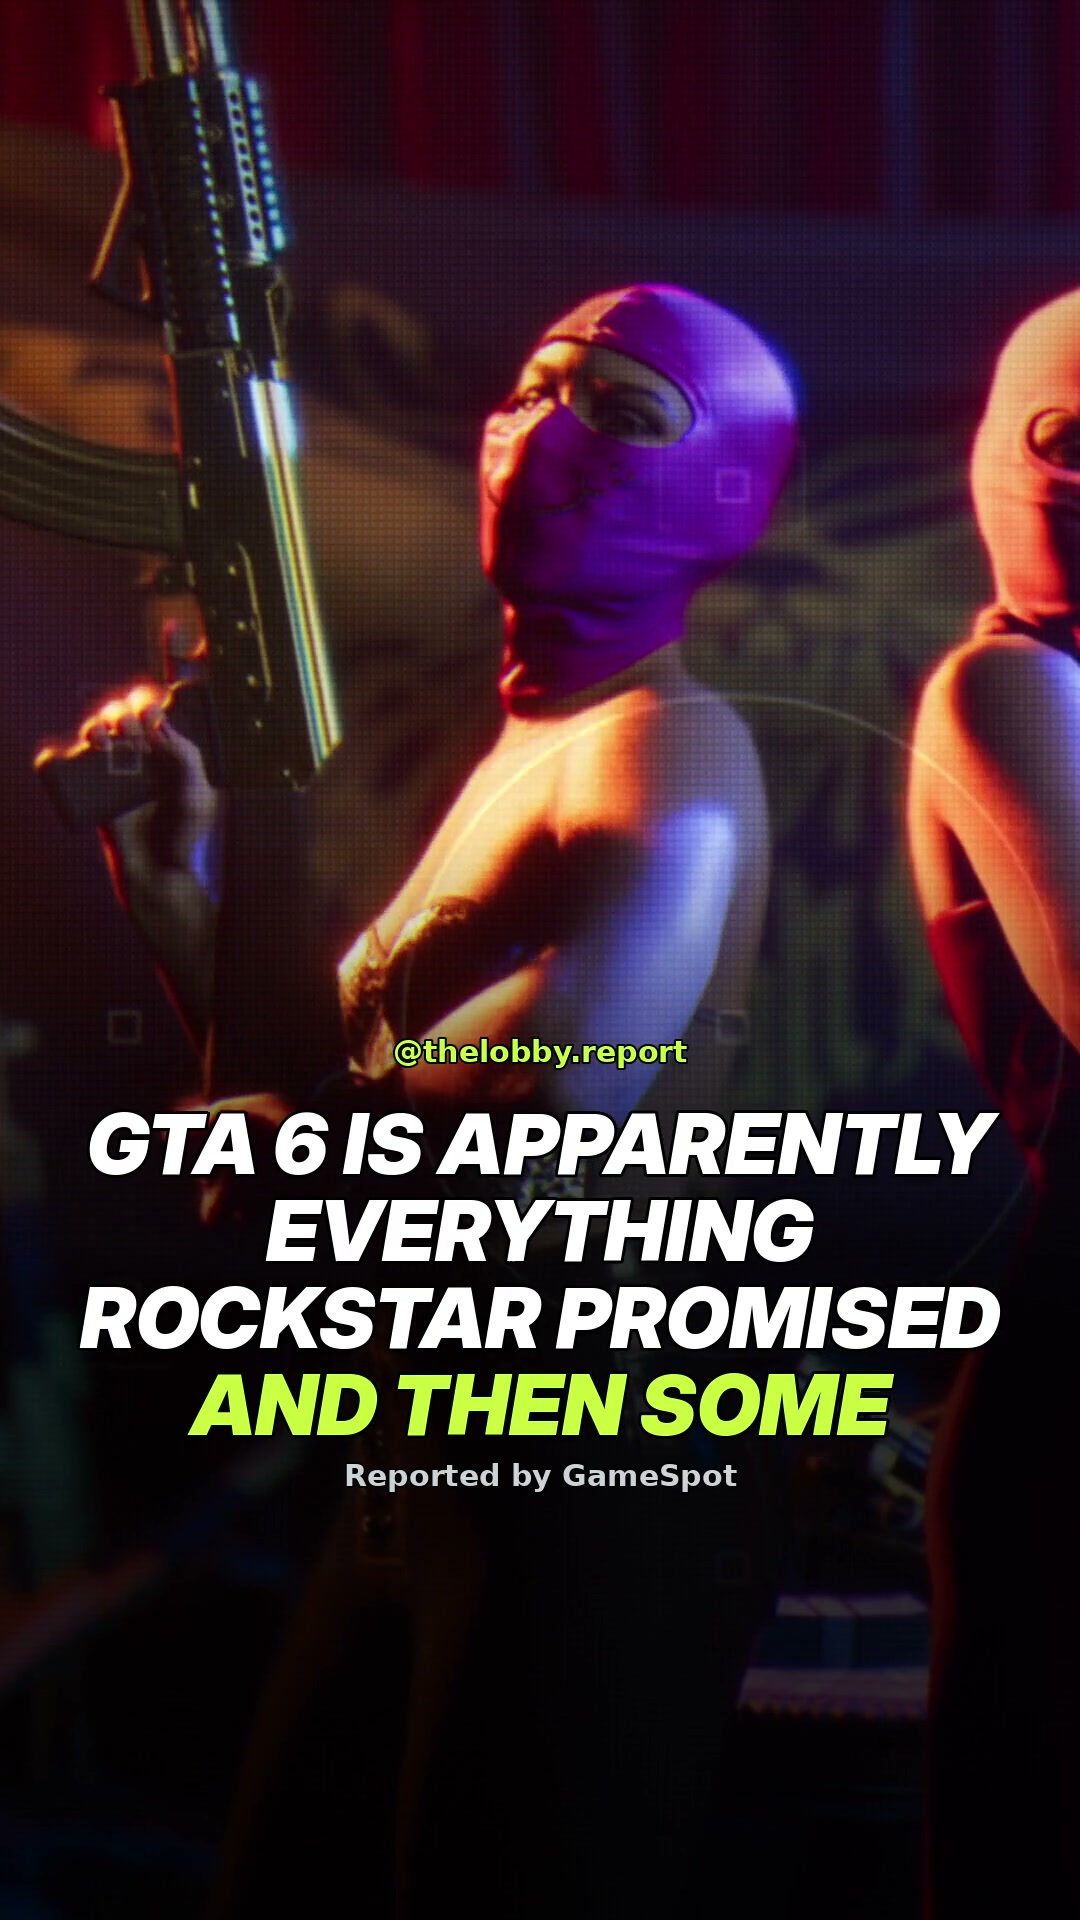 @thelobby.report
GTA 6 IS APPARENTLY
EVERYTHING
ROCKSTAR PROMISED
AND THEN SOME
Reported by GameSpot